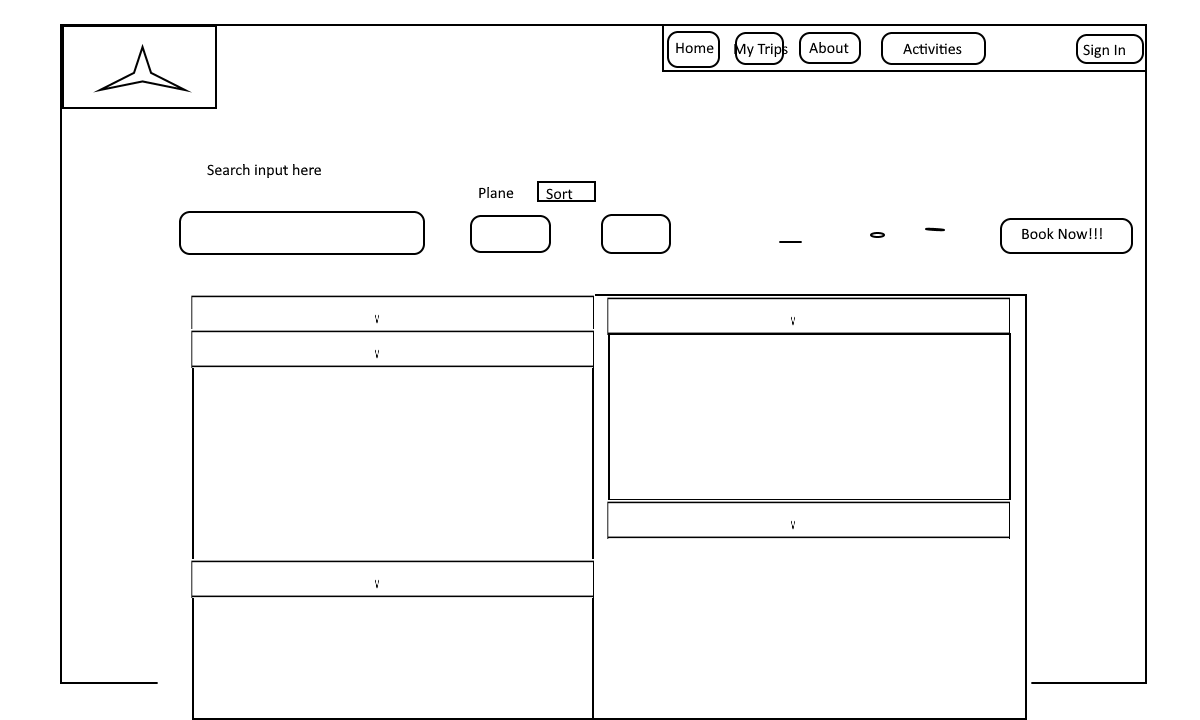 Home
My Trips
About
Activities
Sign In
Search input here
Plane
Sort
Book Now!!!
V
V
V
V
V